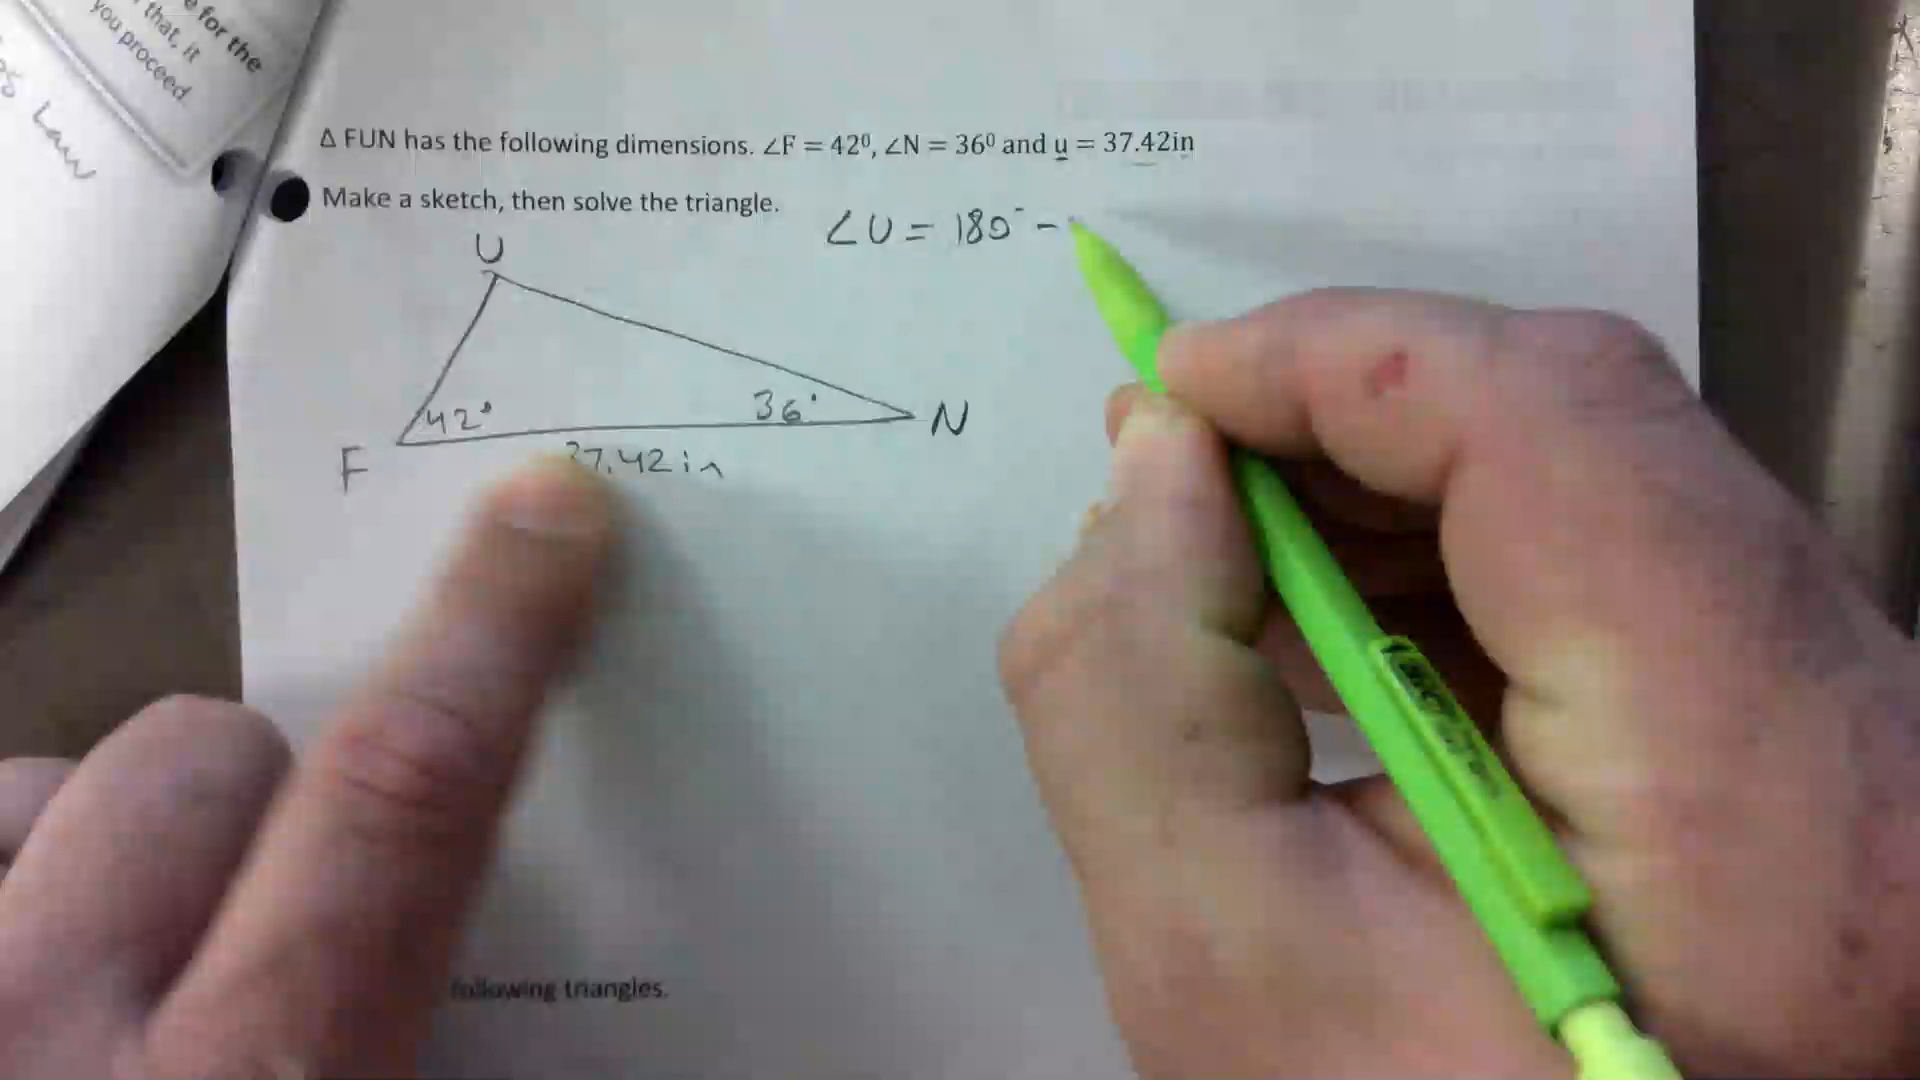 e for the
that, it
you proceed.
Law
Δ FUN has the following dimensions. ∠F = 42⁰, ∠N = 36⁰ and u = 37.42in
Make a sketch, then solve the triangle.
∠U = 180° -
U
42°
36°
N
F
37.42in
following triangles.